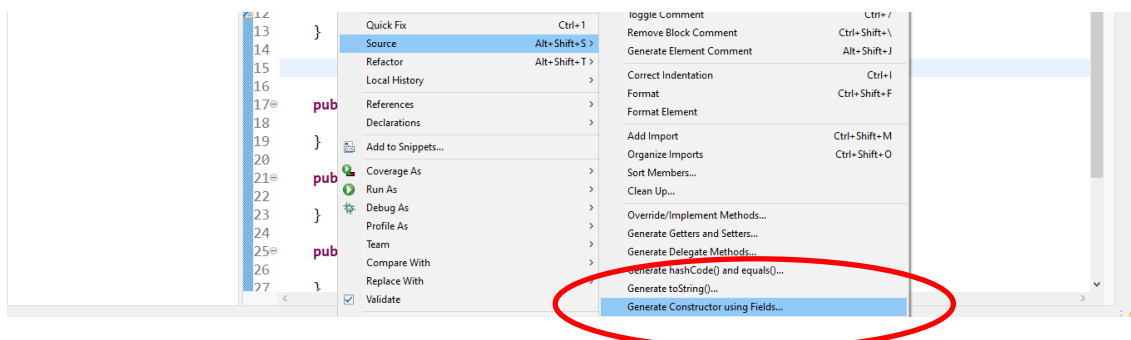 12
13 }
14
15
16
17 pub
18
19 }
20
21 pub
22
23 }
24
25 pub
26
27 }
Quick Fix Ctrl+1
Source Alt+Shift+S >
Refactor Alt+Shift+T >
Local History >
References >
Declarations >
Add to Snippets...
Coverage As >
Run As >
Debug As >
Profile As >
Team >
Compare With >
Replace With >
Validate
Toggle Comment Ctrl+7
Remove Block Comment Ctrl+Shift+\
Generate Element Comment Alt+Shift+J
Correct Indentation Ctrl+I
Format Ctrl+Shift+F
Format Element
Add Import Ctrl+Shift+M
Organize Imports Ctrl+Shift+O
Sort Members...
Clean Up...
Override/Implement Methods...
Generate Getters and Setters...
Generate Delegate Methods...
Generate hashCode() and equals()...
Generate toString()...
Generate Constructor using Fields...